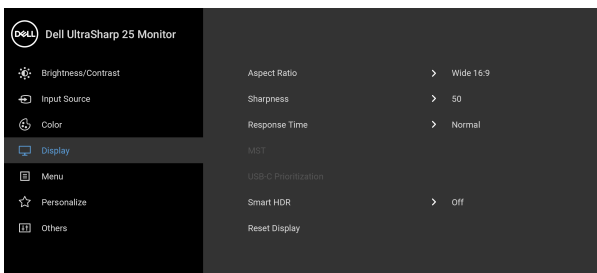 DELL
Dell UltraSharp 25 Monitor
Brightness/Contrast
Input Source
Color
Display
Menu
Personalize
Others
Aspect Ratio > Wide 16:9
Sharpness > 50
Response Time > Normal
MST
USB-C Prioritization
Smart HDR > Off
Reset Display